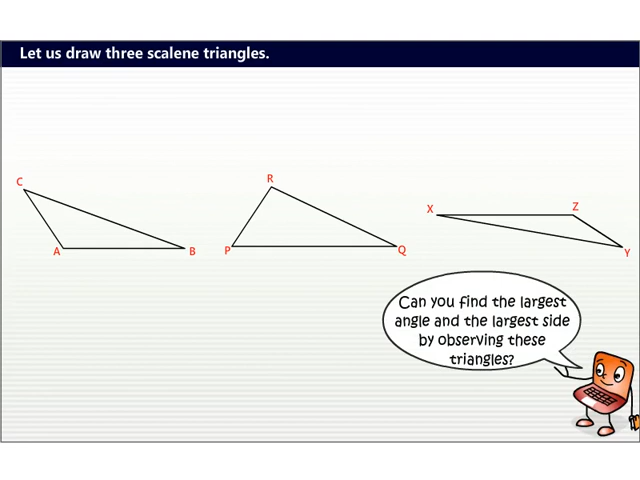 Let us draw three scalene triangles.
C
A
B
R
P
Q
X
Z
Y
Can you find the largest
angle and the largest side
by observing these
triangles?